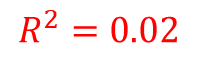 R² = 0.02